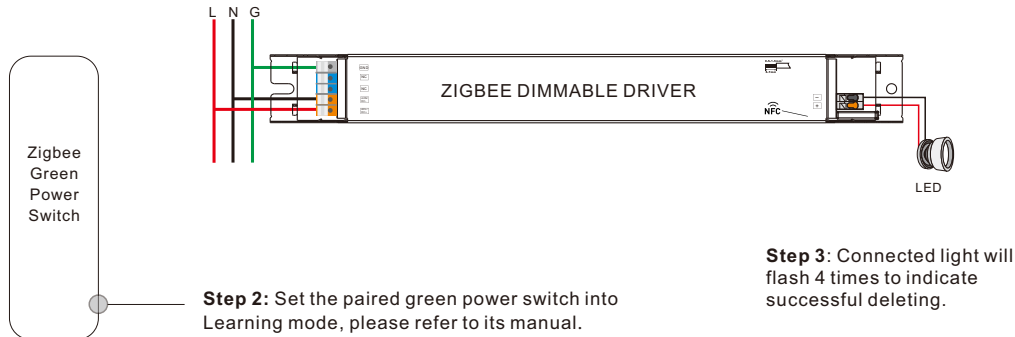 L N G
ZIGBEE DIMMABLE DRIVER
NFC
LED
Zigbee
Green
Power
Switch
Step 2: Set the paired green power switch into
Learning mode, please refer to its manual.
Step 3: Connected light will
flash 4 times to indicate
successful deleting.